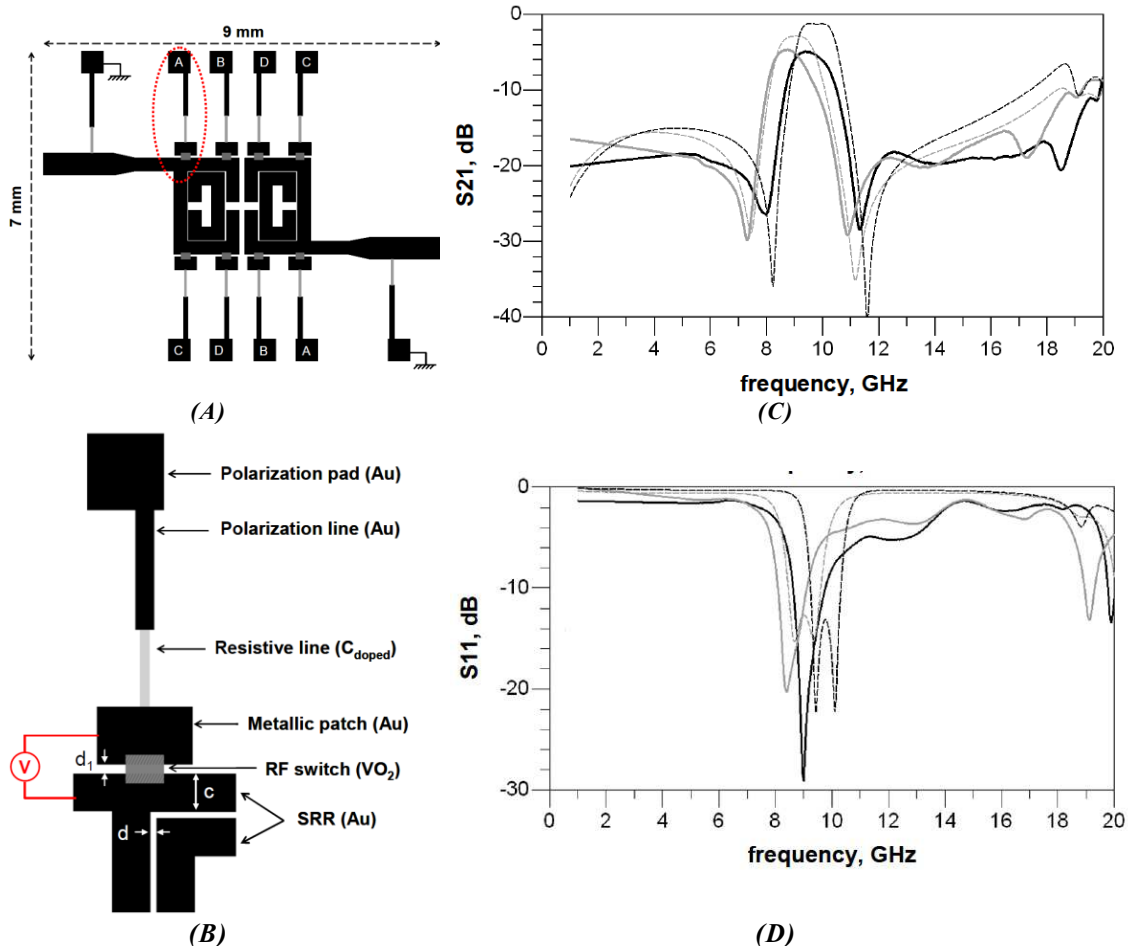 9 mm
7 mm
A B D C
C D B A
(A)
Polarization pad (Au)
Polarization line (Au)
Resistive line (Cdoped)
Metallic patch (Au)
RF switch (VO2)
SRR (Au)
V
d1
c
d
(B)
S21, dB
0
-10
-20
-30
-40
0 2 4 6 8 10 12 14 16 18 20
frequency, GHz
(C)
S11, dB
0
-10
-20
-30
0 2 4 6 8 10 12 14 16 18 20
frequency, GHz
(D)